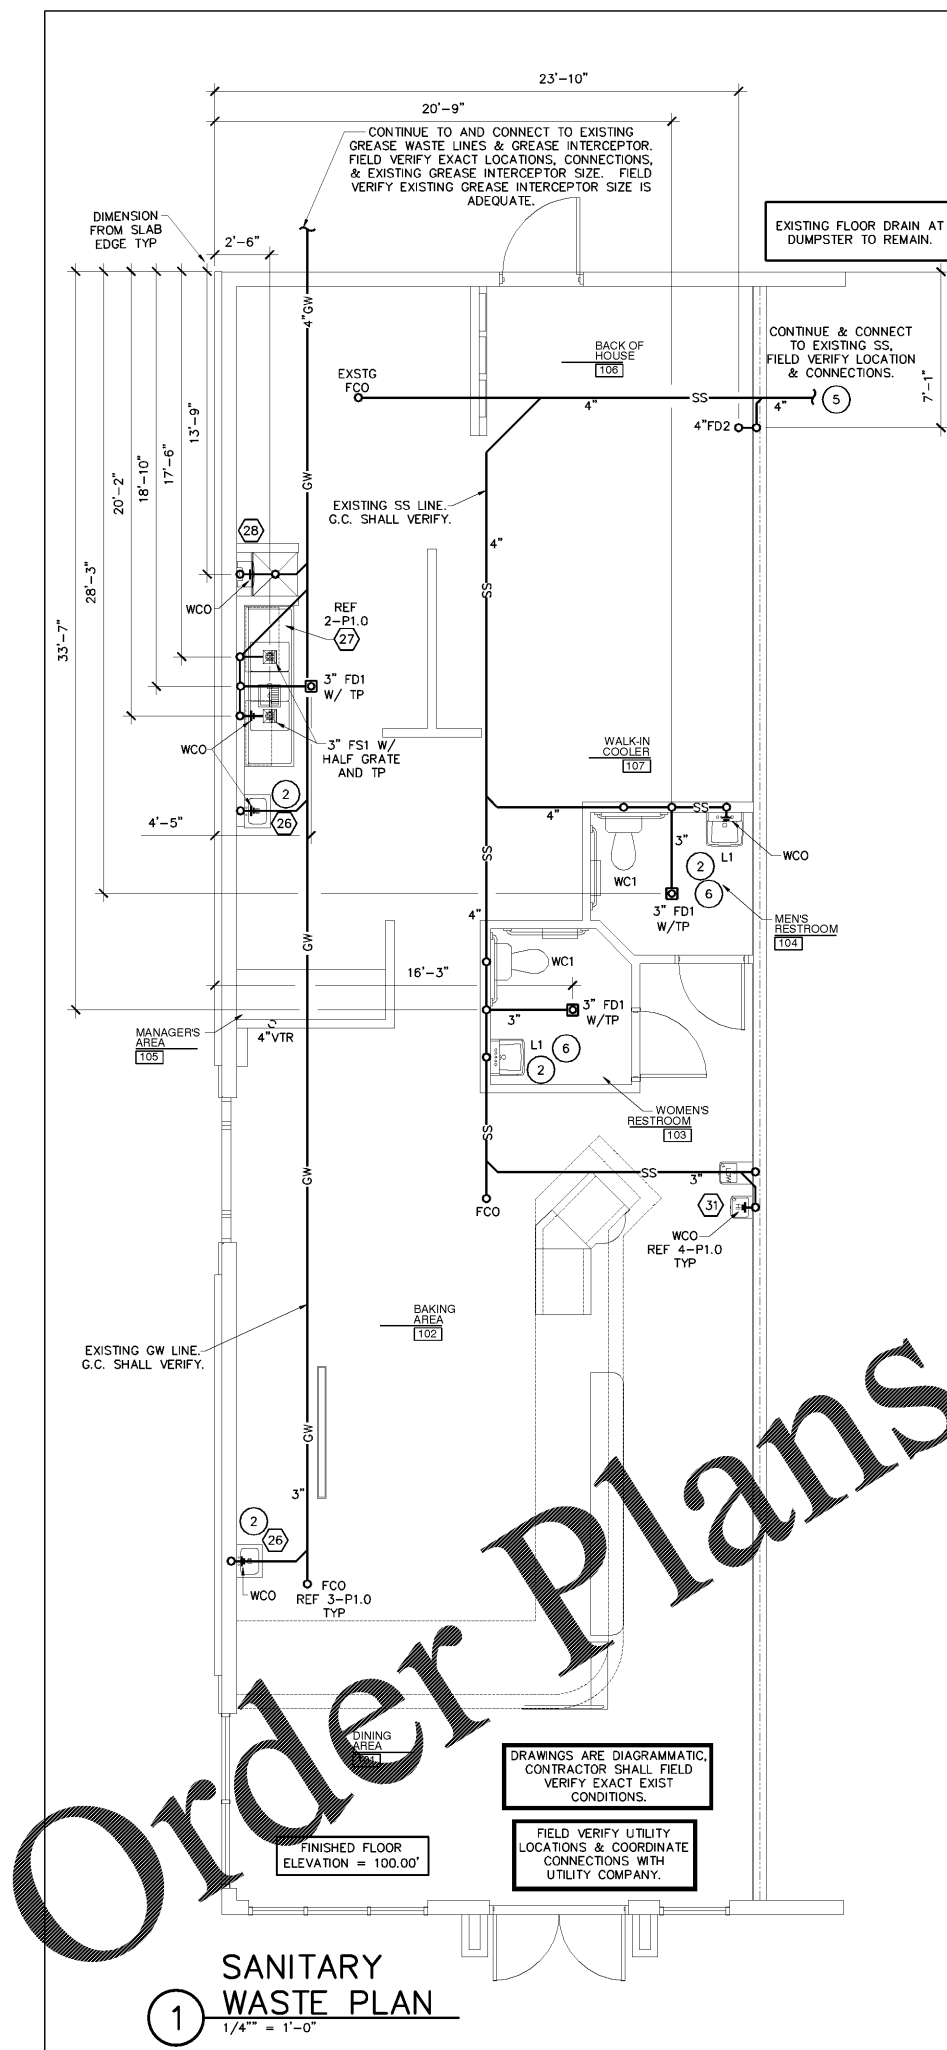 23'-10"
20'-9"
CONTINUE TO AND CONNECT TO EXISTING
GREASE WASTE LINES & GREASE INTERCEPTOR.
FIELD VERIFY EXACT LOCATIONS, CONNECTIONS,
& EXISTING GREASE INTERCEPTOR SIZE. FIELD
VERIFY EXISTING GREASE INTERCEPTOR SIZE IS
ADEQUATE.
DIMENSION
FROM SLAB
EDGE TYP
2'-6"
EXISTING FLOOR DRAIN AT
DUMPSTER TO REMAIN.
4"GW
BACK OF
HOUSE
106
CONTINUE & CONNECT
TO EXISTING SS,
FIELD VERIFY LOCATION
& CONNECTIONS.
EXSTG
FCO
4"
SS
4"
5
7'-1"
4"FD2
13'-9"
17'-6"
18'-10"
20'-2"
28'-3"
33'-7"
GW
EXISTING SS LINE.
G.C. SHALL VERIFY.
28
4"
SS
WCO
REF
2-P1.0
27
3" FD1
W/ TP
WCO
3" FS1 W/
HALF GRATE
AND TP
WALK-IN
COOLER
107
2
26
4'-5"
4"
SS
3"
L1
WCO
SS
WC1
2
6
3" FD1
W/TP
MEN'S
RESTROOM
104
4"
GW
WC1
16'-3"
3"
3" FD1
W/TP
MANAGER'S
AREA
105
4"VTR
L1
6
2
WOMEN'S
RESTROOM
103
SS
GW
SS
3"
LDW
FCO
31
WCO
REF 4-P1.0
TYP
BAKING
AREA
102
EXISTING GW LINE.
G.C. SHALL VERIFY.
GW
3"
2
26
WCO
FCO
REF 3-P1.0
TYP
DINING
AREA
101
DRAWINGS ARE DIAGRAMMATIC,
CONTRACTOR SHALL FIELD
VERIFY EXACT EXIST
CONDITIONS.
FIELD VERIFY UTILITY
LOCATIONS & COORDINATE
CONNECTIONS WITH
UTILITY COMPANY.
FINISHED FLOOR
ELEVATION = 100.00'
Order Plans
1
SANITARY
WASTE PLAN
1/4"" = 1'-0"